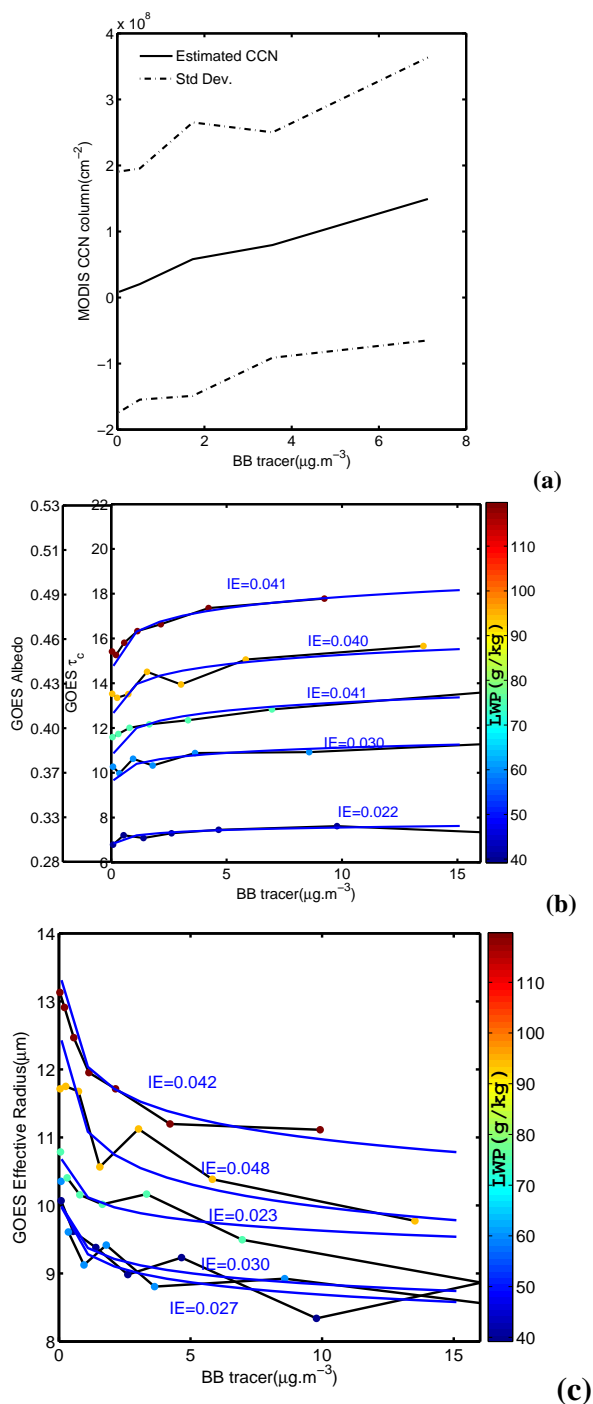 x 10⁸
4
3
2
1
0
−1
−2
MODIS CCN column(cm⁻²)
Estimated CCN
Std Dev.
0 2 4 6 8
BB tracer(µg.m⁻³)
(a)
0.53
0.51
0.49
0.46
0.43
0.40
0.37
0.32
0.28
GOES Albedo
22
20
18
16
14
12
10
8
6
GOES τc
IE=0.041
IE=0.040
IE=0.041
IE=0.030
IE=0.022
0 5 10 15
BB tracer(µg.m⁻³)
110
100
90
80
70
60
50
40
LWP(g/kg)
(b)
14
13
12
11
10
9
8
GOES Effective Radius(µm)
IE=0.042
IE=0.048
IE=0.023
IE=0.030
IE=0.027
0 5 10 15
BB tracer(µg.m⁻³)
110
100
90
80
70
60
50
40
LWP(g/kg)
(c)